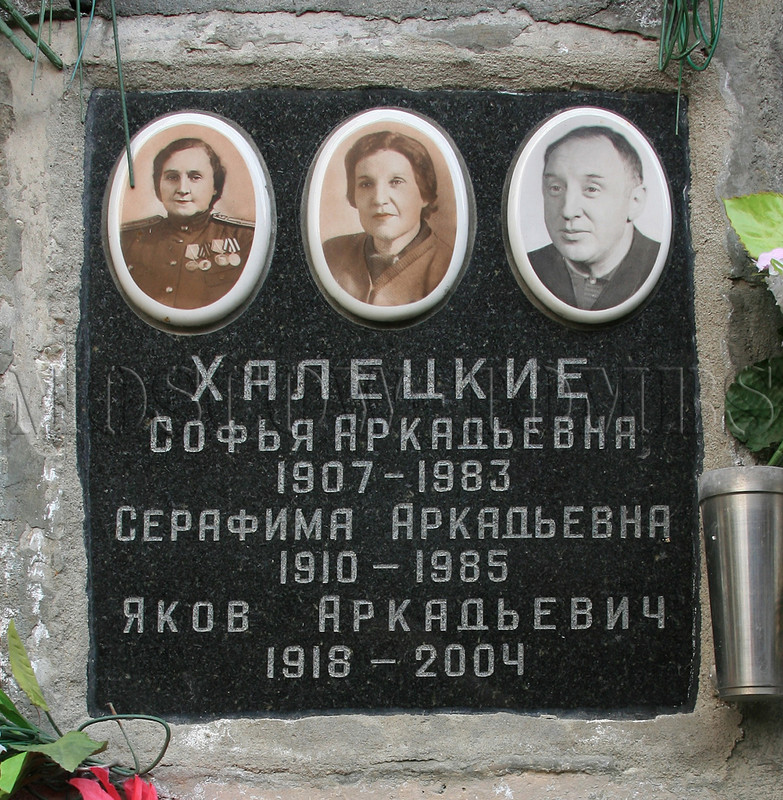 ХАЛЕЦКИЕ
СОФЬЯ АРКАДЬЕВНА
1907 – 1983
СЕРАФИМА АРКАДЬЕВНА
1910 – 1985
ЯКОВ АРКАДЬЕВИЧ
1918 – 2004